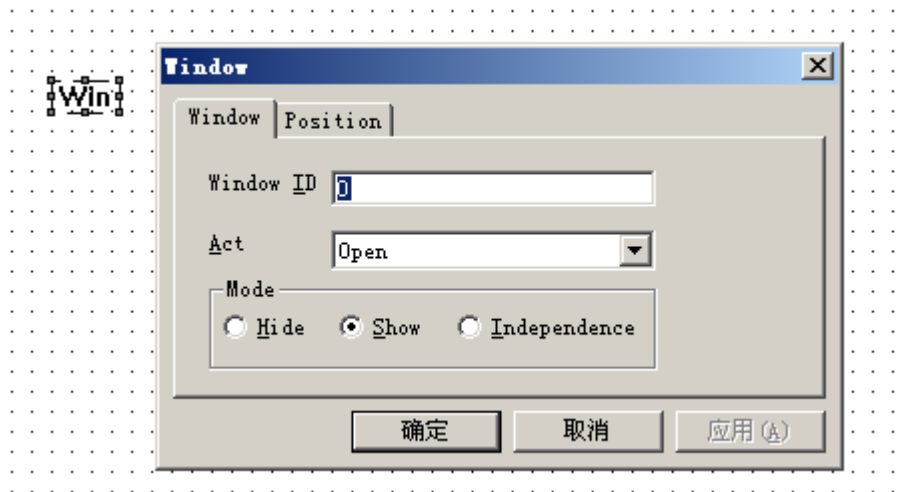 Window
Win
Window Position
Window ID 0
Act Open
Mode
Hide Show Independence
确定 取消 应用(A)